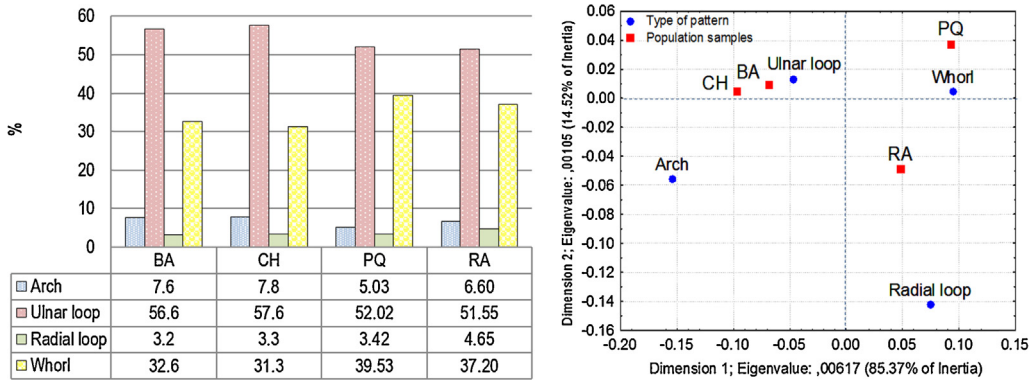 60
50
40
30
20
10
0
%
BA CH PQ RA
Arch 7.6 7.8 5.03 6.60
Ulnar loop 56.6 57.6 52.02 51.55
Radial loop 3.2 3.3 3.42 4.65
Whorl 32.6 31.3 39.53 37.20
0.06
0.04
0.02
0.00
-0.02
-0.04
-0.06
-0.08
-0.10
-0.12
-0.14
-0.16
Dimension 2; Eigenvalue: ,00105 (14.52% of Inertia)
Type of pattern
Population samples
PQ
Ulnar loop
BA
CH
Whorl
RA
Arch
Radial loop
-0.20 -0.15 -0.10 -0.05 0.00 0.05 0.10 0.15
Dimension 1; Eigenvalue: ,00617 (85.37% of Inertia)